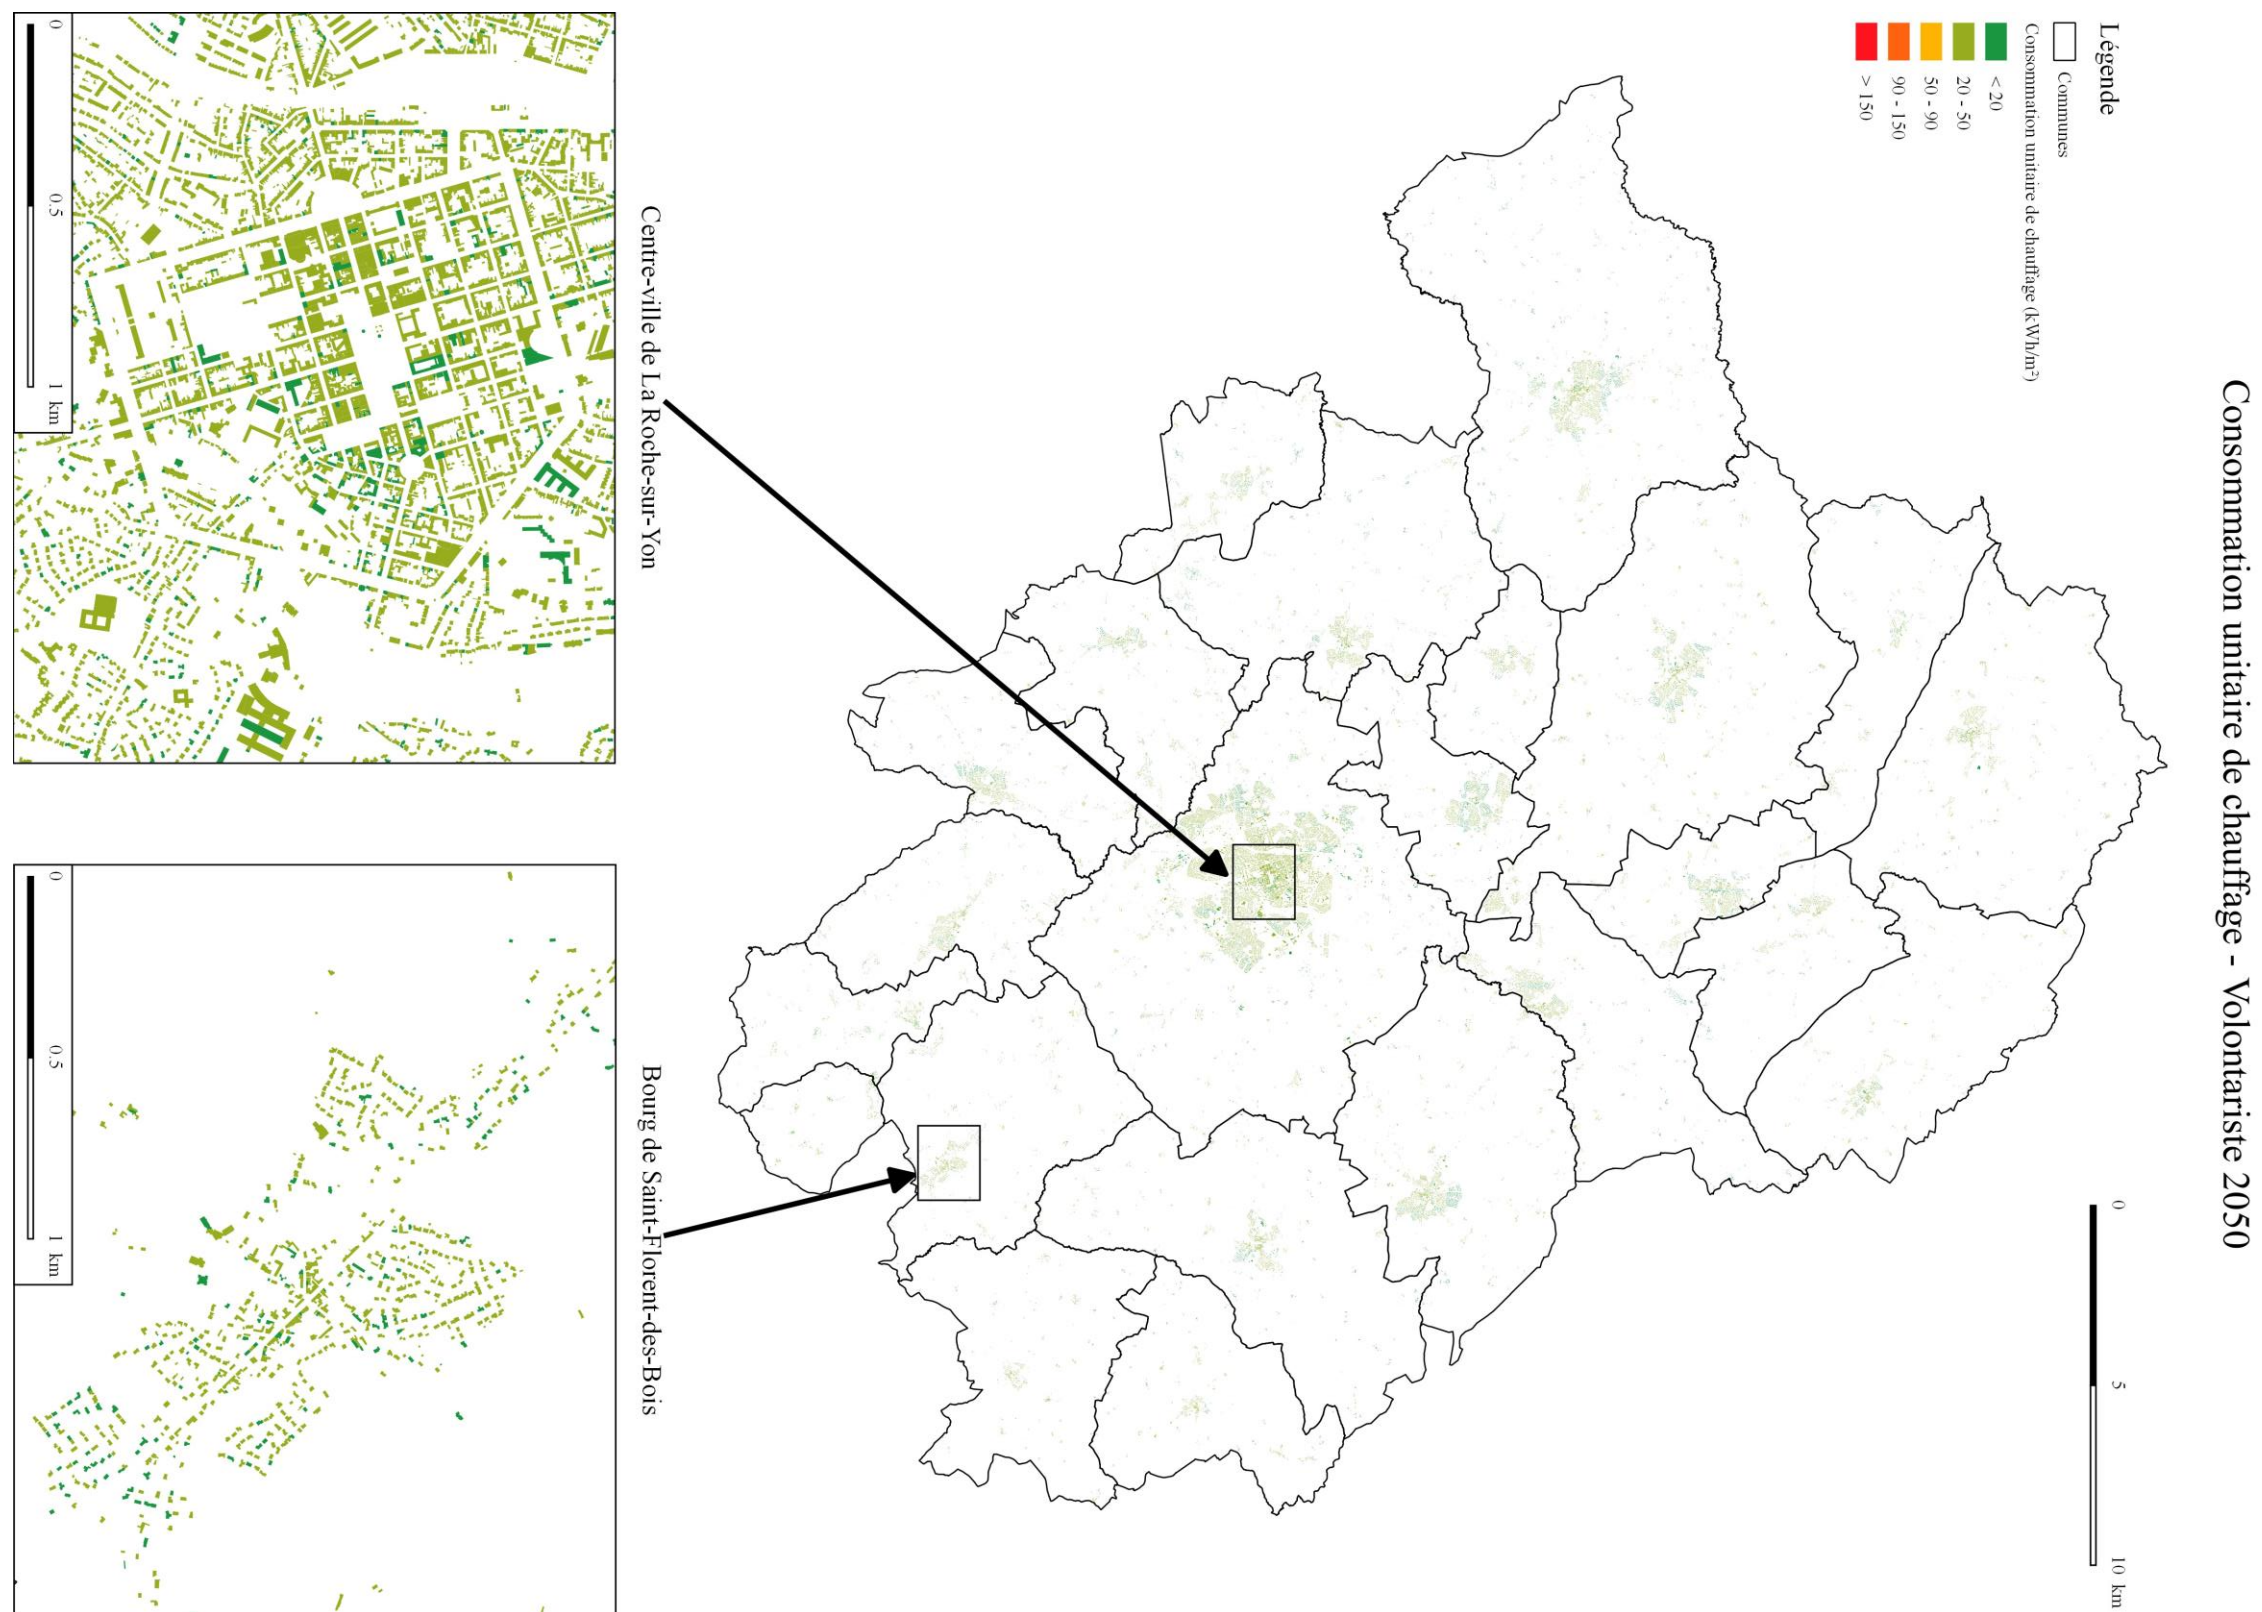 Consommation unitaire de chauffage - Volontariste 2050
Légende
Communes
Consommation unitaire de chauffage (kWh/m²)
< 20
20 - 50
50 - 90
90 - 150
> 150
0 5 10 km
Centre-ville de La Roche-sur-Yon
Bourg de Saint-Florent-des-Bois
0 0.5 1 km
0 0.5 1 km